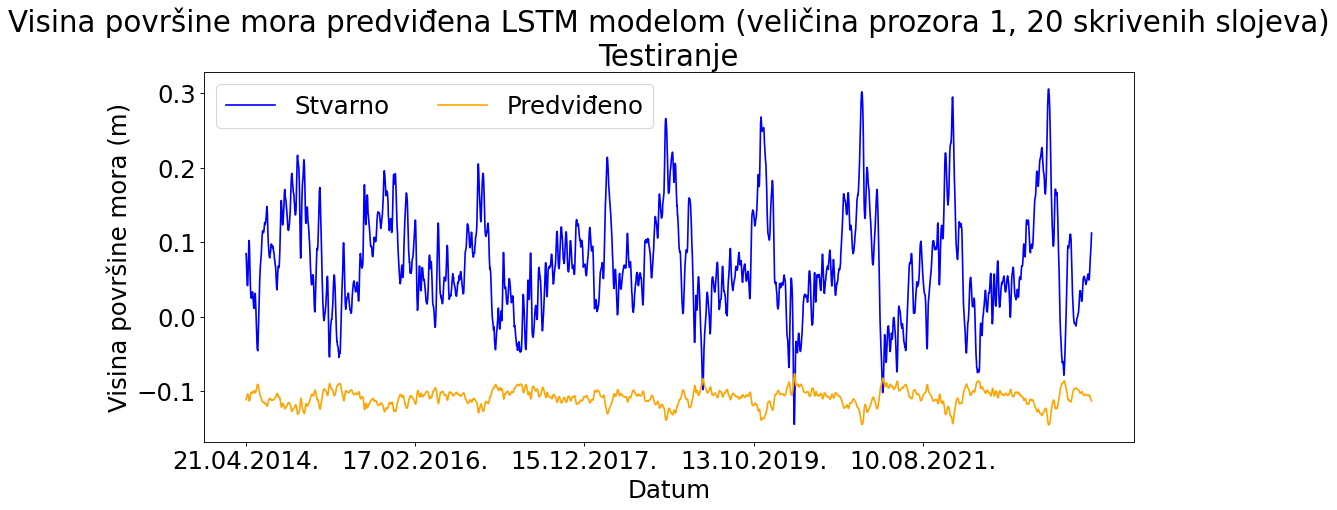 Visina površine mora predviđena LSTM modelom (veličina prozora 1, 20 skrivenih slojeva)
Testiranje
Stvarno
Predviđeno
Visina površine mora (m)
0.3
0.2
0.1
0.0
−0.1
21.04.2014.
17.02.2016.
15.12.2017.
13.10.2019.
10.08.2021.
Datum